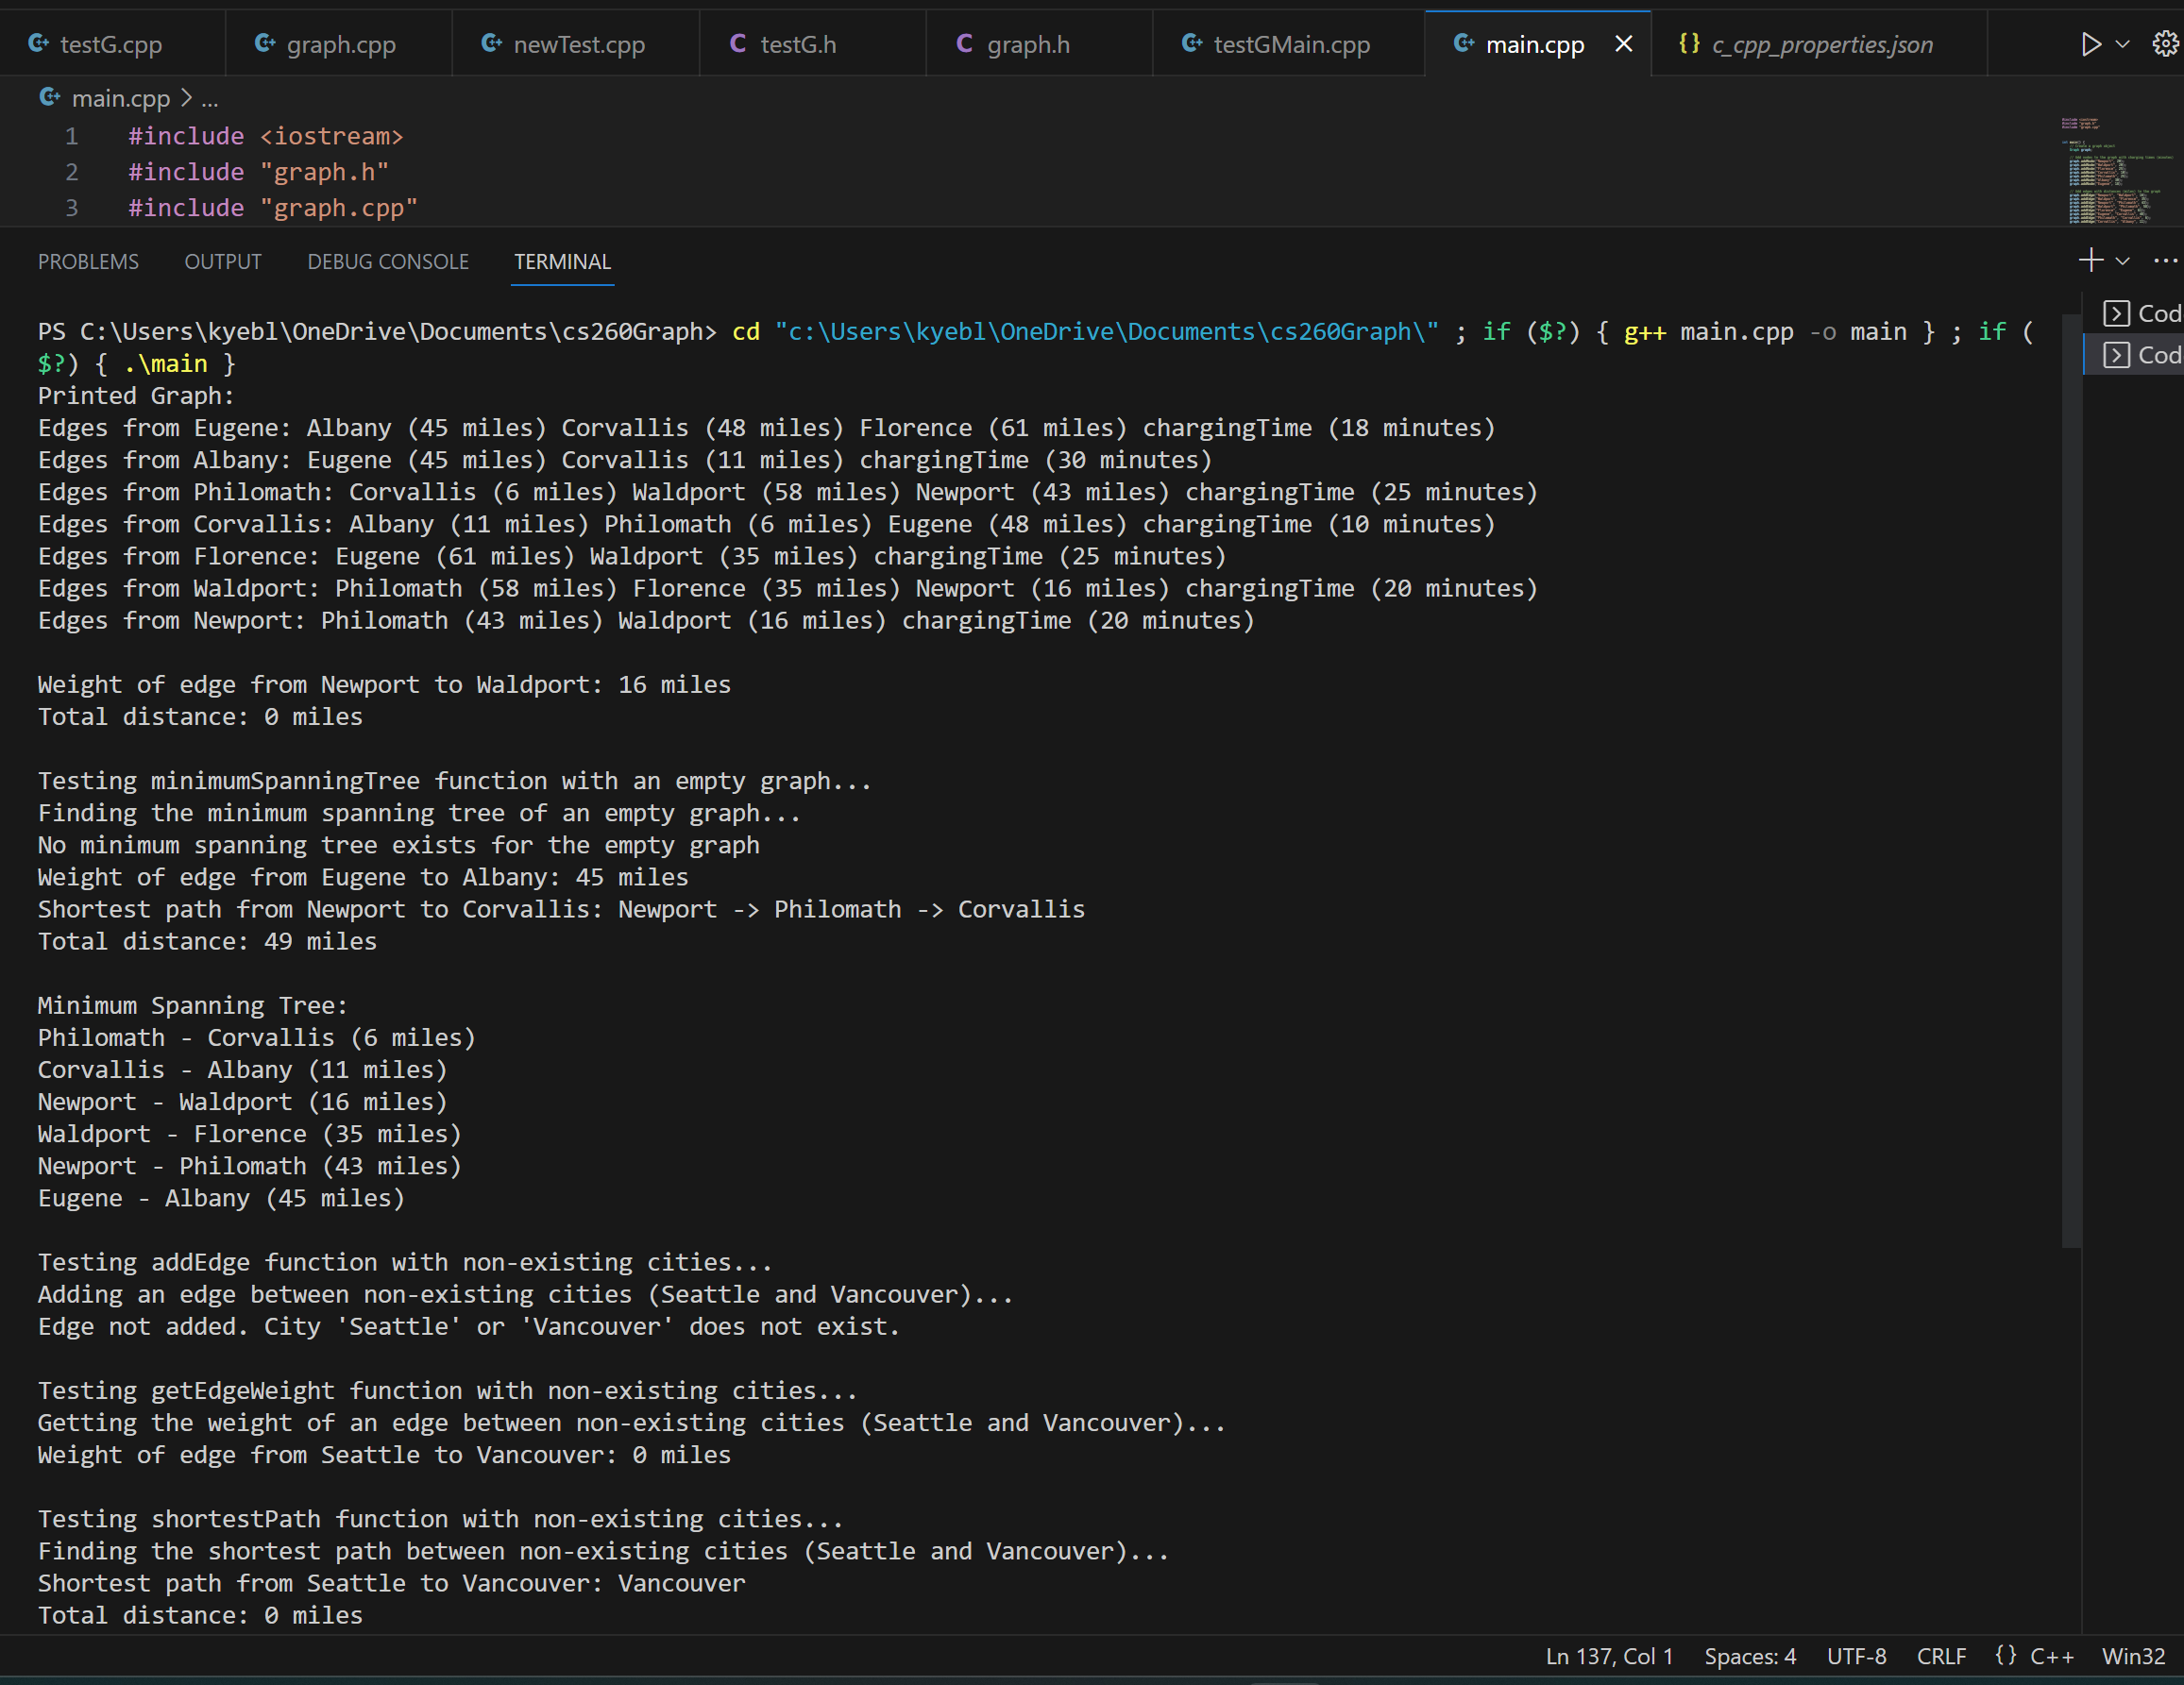 testG.cpp graph.cpp newTest.cpp testG.h graph.h testGMain.cpp main.cpp c_cpp_properties.json
main.cpp > ...
1 #include <iostream>
2 #include "graph.h"
3 #include "graph.cpp"
PROBLEMS OUTPUT DEBUG CONSOLE TERMINAL
PS C:\Users\kyebl\OneDrive\Documents\cs260Graph> cd "c:\Users\kyebl\OneDrive\Documents\cs260Graph\" ; if ($?) { g++ main.cpp -o main } ; if (
$?) { .\main }
Printed Graph:
Edges from Eugene: Albany (45 miles) Corvallis (48 miles) Florence (61 miles) chargingTime (18 minutes)
Edges from Albany: Eugene (45 miles) Corvallis (11 miles) chargingTime (30 minutes)
Edges from Philomath: Corvallis (6 miles) Waldport (58 miles) Newport (43 miles) chargingTime (25 minutes)
Edges from Corvallis: Albany (11 miles) Philomath (6 miles) Eugene (48 miles) chargingTime (10 minutes)
Edges from Florence: Eugene (61 miles) Waldport (35 miles) chargingTime (25 minutes)
Edges from Waldport: Philomath (58 miles) Florence (35 miles) Newport (16 miles) chargingTime (20 minutes)
Edges from Newport: Philomath (43 miles) Waldport (16 miles) chargingTime (20 minutes)
Weight of edge from Newport to Waldport: 16 miles
Total distance: 0 miles
Testing minimumSpanningTree function with an empty graph...
Finding the minimum spanning tree of an empty graph...
No minimum spanning tree exists for the empty graph
Weight of edge from Eugene to Albany: 45 miles
Shortest path from Newport to Corvallis: Newport -> Philomath -> Corvallis
Total distance: 49 miles
Minimum Spanning Tree:
Philomath - Corvallis (6 miles)
Corvallis - Albany (11 miles)
Newport - Waldport (16 miles)
Waldport - Florence (35 miles)
Newport - Philomath (43 miles)
Eugene - Albany (45 miles)
Testing addEdge function with non-existing cities...
Adding an edge between non-existing cities (Seattle and Vancouver)...
Edge not added. City 'Seattle' or 'Vancouver' does not exist.
Testing getEdgeWeight function with non-existing cities...
Getting the weight of an edge between non-existing cities (Seattle and Vancouver)...
Weight of edge from Seattle to Vancouver: 0 miles
Testing shortestPath function with non-existing cities...
Finding the shortest path between non-existing cities (Seattle and Vancouver)...
Shortest path from Seattle to Vancouver: Vancouver
Total distance: 0 miles
Cod
Cod
Ln 137, Col 1 Spaces: 4 UTF-8 CRLF {} C++ Win32